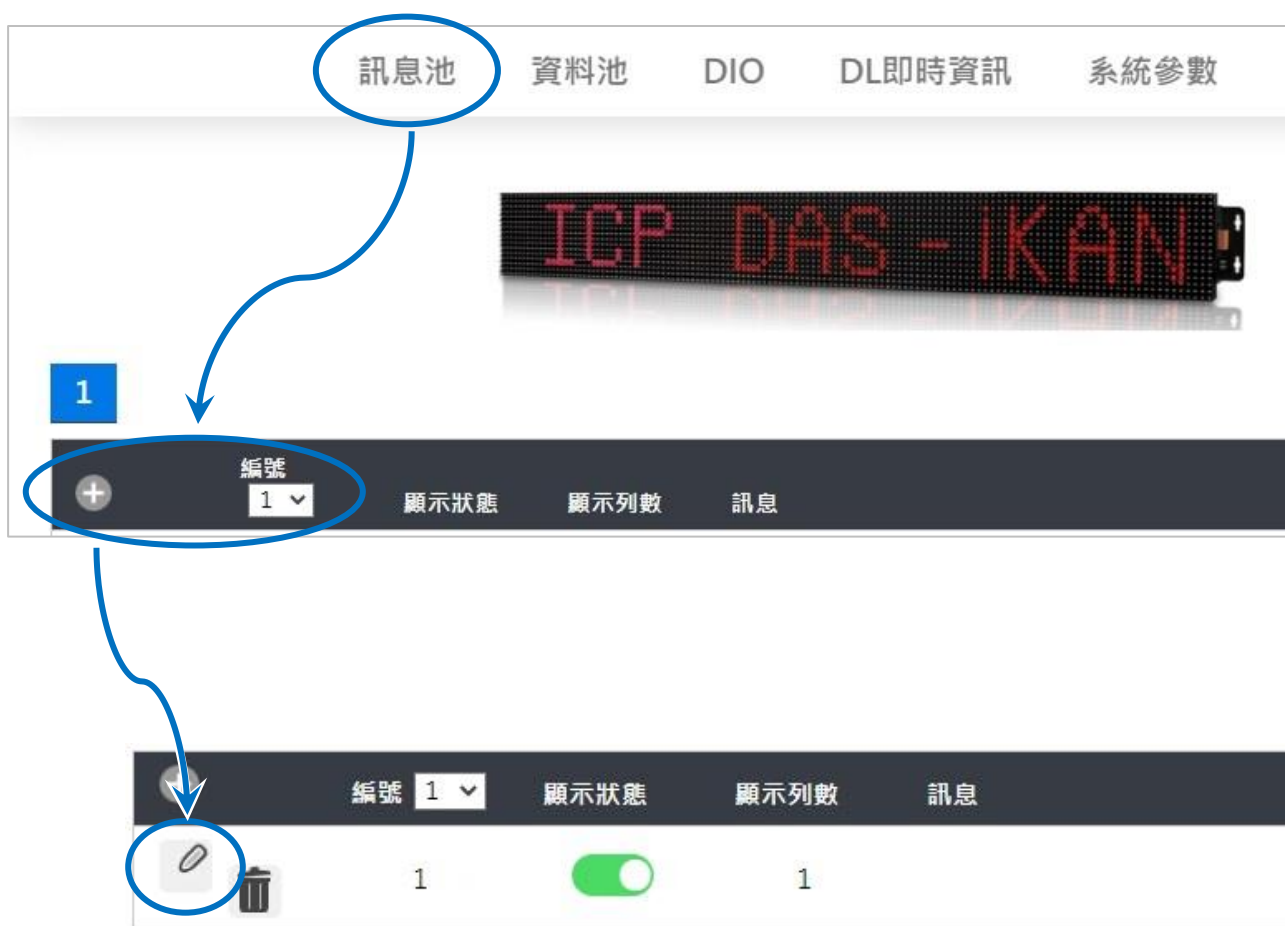 訊息池 資料池 DIO DL即時資訊 系統參數
ICP DAS-iKAN
1
編號
1 顯示狀態 顯示列數 訊息
編號 1 顯示狀態 顯示列數 訊息
1 1